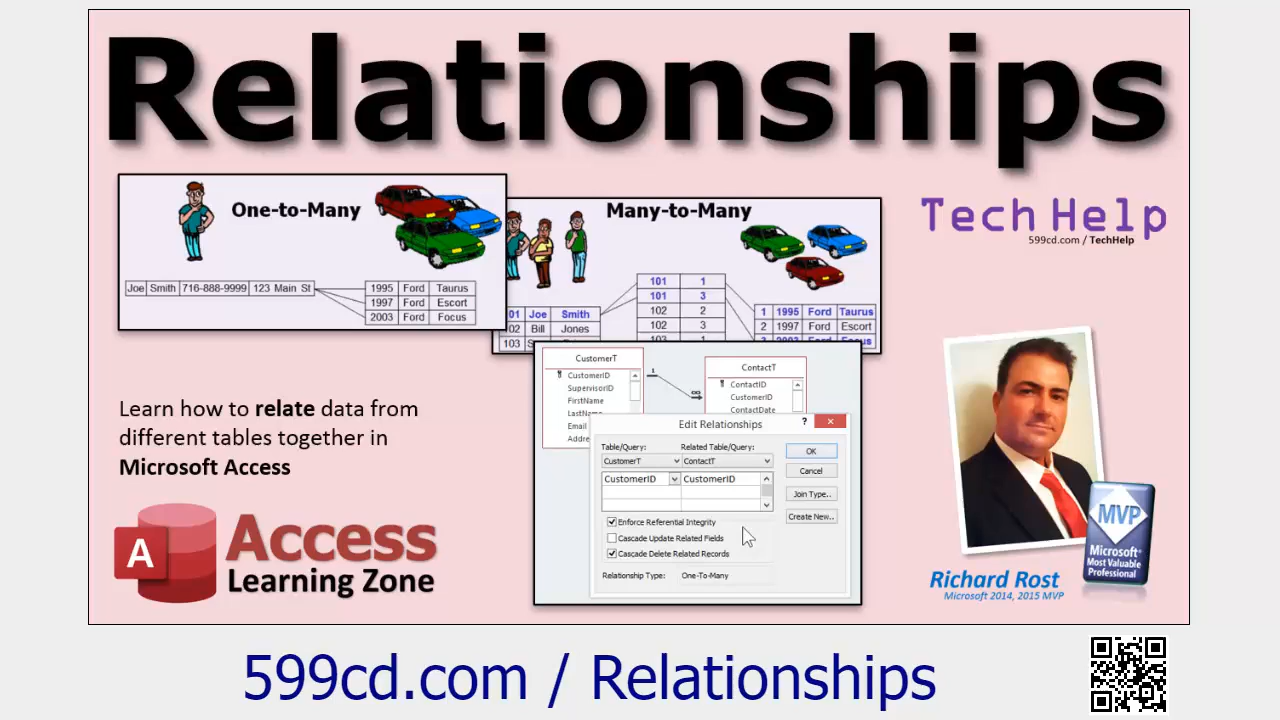 Relationships
One-to-Many
Joe Smith 716-888-9999 123 Main St
1995 Ford Taurus
1997 Ford Escort
2003 Ford Focus
Many-to-Many
101 1
101 3
102 2
102 3
Joe Smith
Bill Jones
103
1 1995 Ford Taurus
2 1997 Ford Escort
Tech Help
599cd.com / TechHelp
Learn how to relate data from
different tables together in
Microsoft Access
A
Access
Learning Zone
CustomerT
CustomerID
SupervisorID
FirstName
LastName
Email
1
∞
ContactT
ContactID
CustomerID
ContactDate
Edit Relationships
?
Table/Query: Related Table/Query:
CustomerT ContactT
CustomerID CustomerID
Enforce Referential Integrity
Cascade Update Related Fields
Cascade Delete Related Records
Relationship Type: One-To-Many
OK
Cancel
Join Type..
Create New..
MVP
Microsoft®
Most Valuable
Professional
Richard Rost
Microsoft 2014, 2015 MVP
599cd.com / Relationships